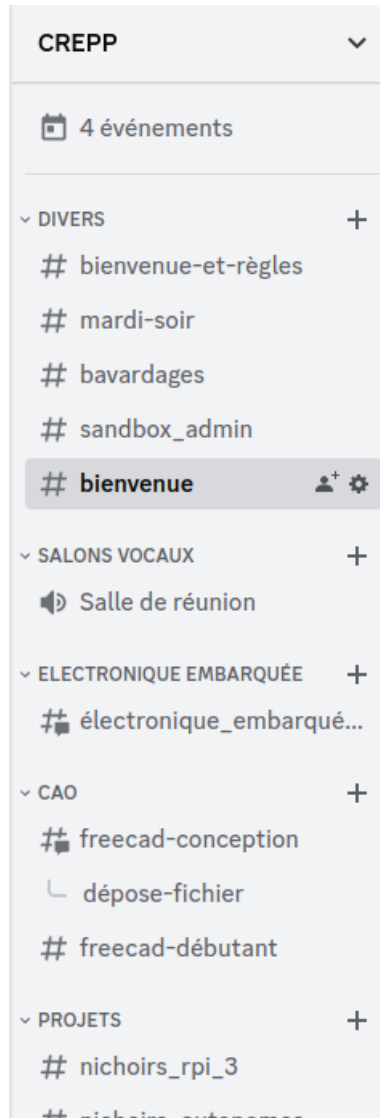 CREPP
4 événements
DIVERS
bienvenue-et-règles
mardi-soir
bavardages
sandbox_admin
bienvenue
SALONS VOCAUX
Salle de réunion
ELECTRONIQUE EMBARQUÉE
électronique_embarqué...
CAO
freecad-conception
dépose-fichier
freecad-débutant
PROJETS
nichoirs_rpi_3